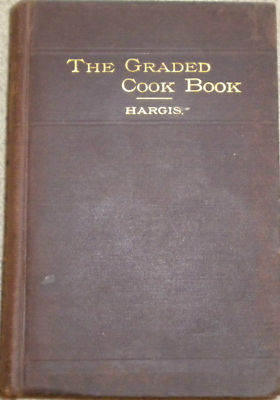 THE GRADED
COOK BOOK
HARGIS.